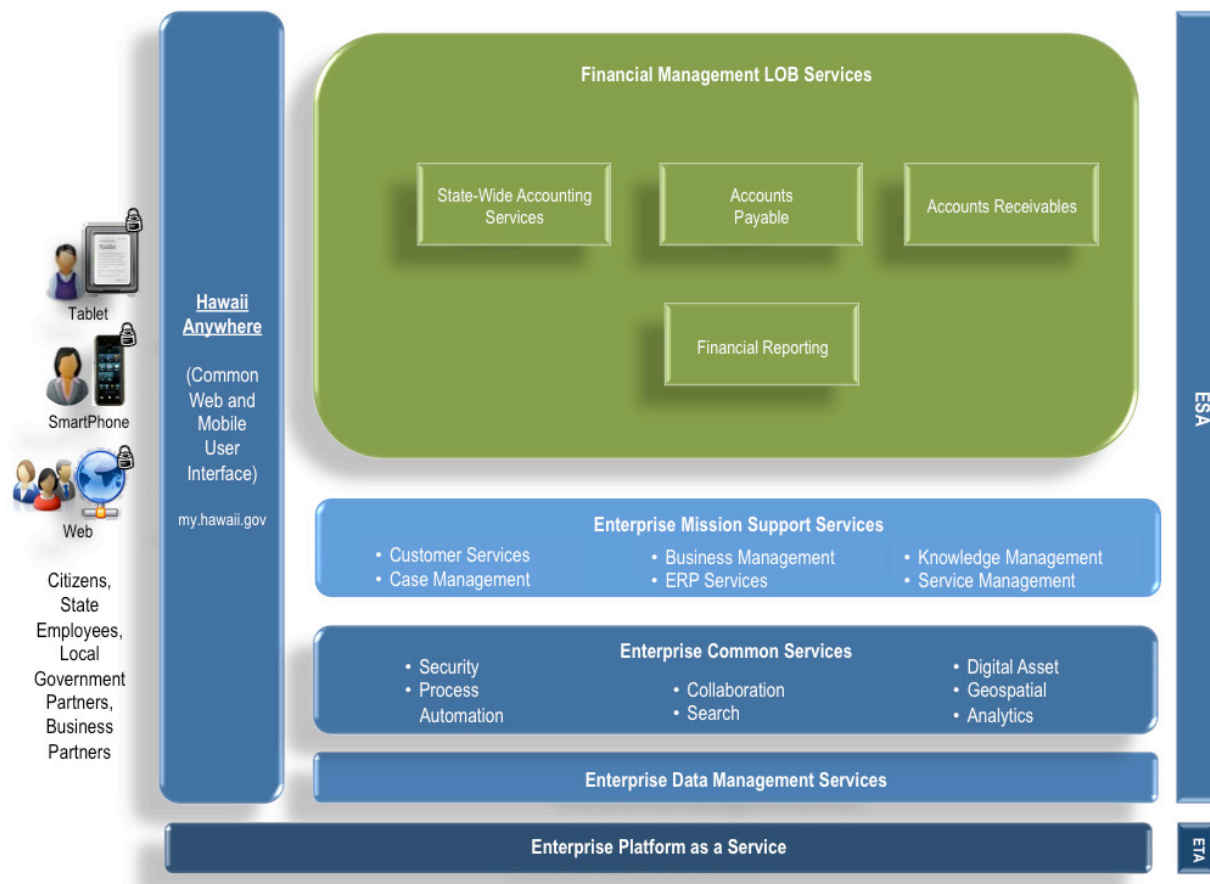 Tablet
SmartPhone
Web
Citizens,
State
Employees,
Local
Government
Partners,
Business
Partners
Hawaii
Anywhere
(Common
Web and
Mobile
User
Interface)
my.hawaii.gov
Financial Management LOB Services
State-Wide Accounting
Services
Accounts
Payable
Accounts Receivables
Financial Reporting
Enterprise Mission Support Services
• Customer Services
• Case Management
• Business Management
• ERP Services
• Knowledge Management
• Service Management
Enterprise Common Services
• Security
• Process
Automation
• Collaboration
• Search
• Digital Asset
• Geospatial
• Analytics
Enterprise Data Management Services
Enterprise Platform as a Service
ESA
ETA